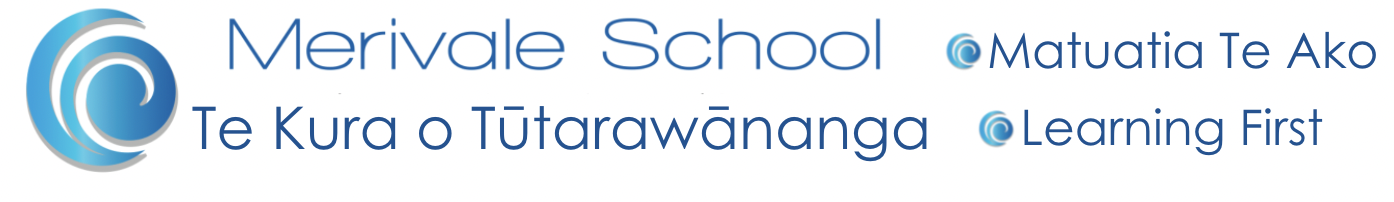 Merivale School
Matuatia Te Ako
Te Kura o Tūtarawānanga
Learning First